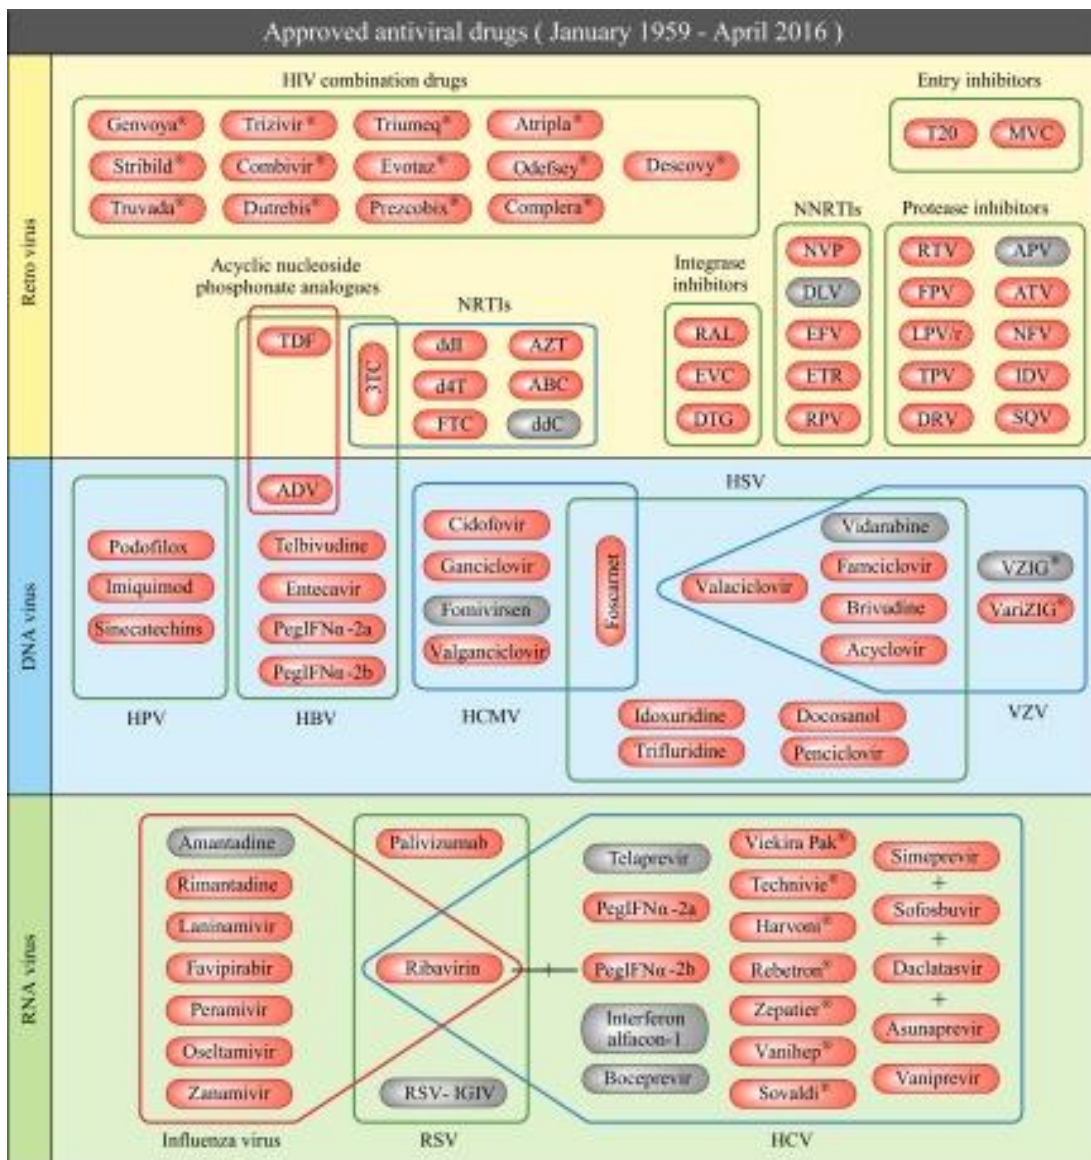 Approved antiviral drugs ( January 1959 - April 2016 )
Retro virus
HIV combination drugs
Genvoya® Trizivir® Triumeq® Atripla®
Stribild® Combivir® Evotaz® Odefsey® Descovy®
Truvada® Dutrebis® Prezcobix® Complera®
Entry inhibitors
T20 MVC
Acyclic nucleoside
phosphonate analogues
TDF
ADV
NRTIs
3TC
ddI AZT
d4T ABC
FTC ddC
Integrase
inhibitors
RAL
EVC
DTG
NNRTIs
NVP
DLV
EFV
ETR
RPV
Protease inhibitors
RTV APV
FPV ATV
LPV/r NFV
TPV IDV
DRV SQV
DNA virus
Podofilox
Imiquimod
Sinecatechins
HPV
Telbivudine
Entecavir
PegIFNα-2a
PegIFNα-2b
HBV
Cidofovir
Ganciclovir
Fomivirsen
Valganciclovir
HCMV
Foscarnet
HSV
Valaciclovir
Vidarabine
Famciclovir
Brivudine
Acyclovir
Idoxuridine Docosanol
Trifluridine Penciclovir
VZIG®
VariZIG®
VZV
RNA virus
Amantadine
Rimantadine
Laninamivir
Favipirabir
Peramivir
Oseltamivir
Zanamivir
Influenza virus
Palivizumab
Ribavirin
RSV- IGIV
RSV
+
Telaprevir
PegIFNα-2a
PegIFNα-2b
Interferon
alfacon-1
Boceprevir
Viekira Pak®
Technivie®
Harvoni®
Rebetron®
Zepatier®
Vanihep®
Sovaldi®
Simeprevir
+
Sofosbuvir
+
Daclatasvir
+
Asunaprevir
Vaniprevir
HCV